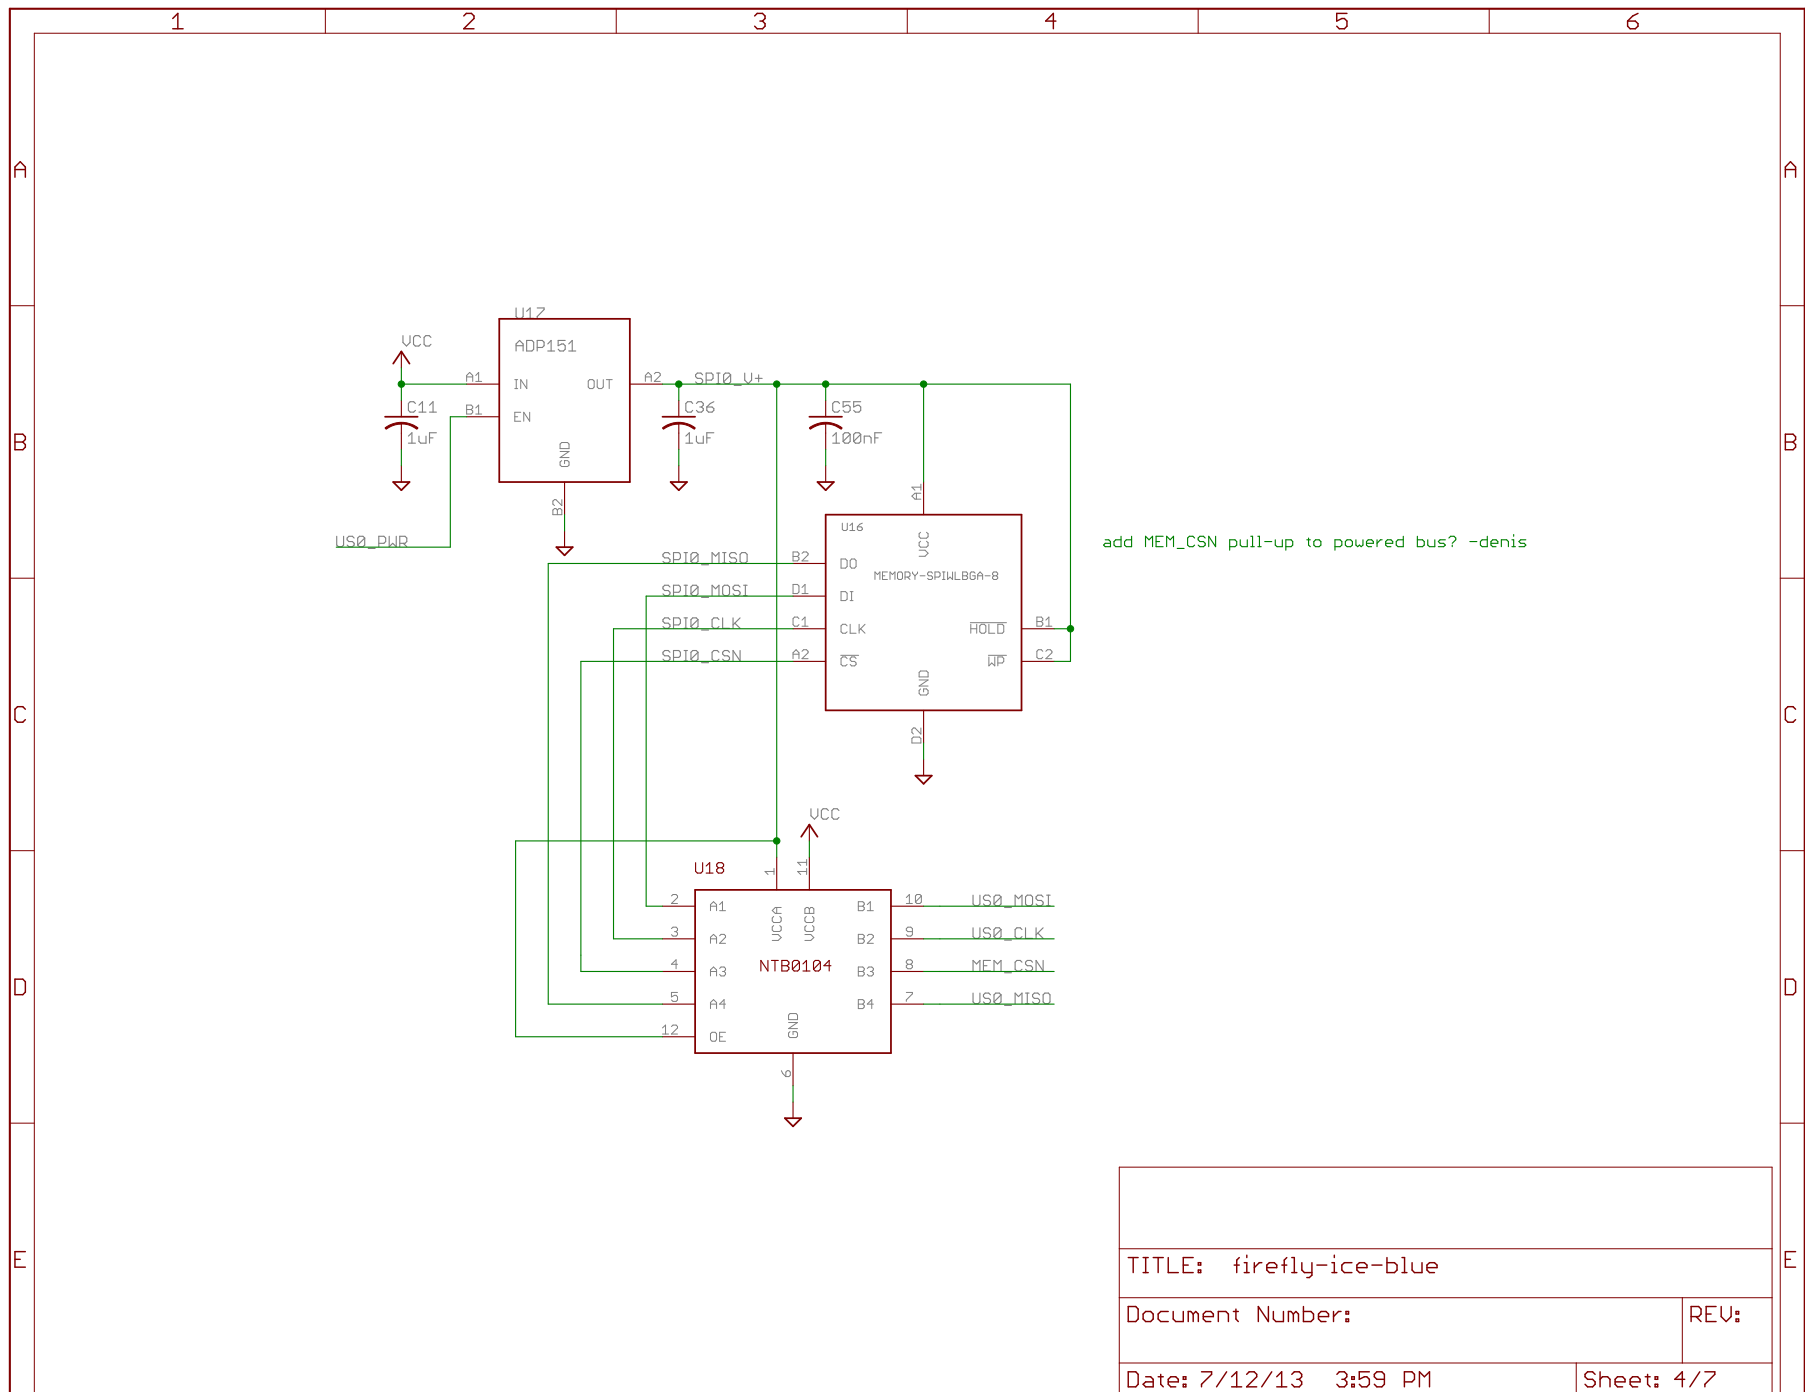 1 2 3 4 5 6
A A
U17
VCC
ADP151
A1 IN OUT A2 SPI0_V+
B1 EN
C11 C36 C55
B B
1uF 1uF 100nF
GND
B2
A1
U16
US0_PWR
VCC
add MEM_CSN pull-up to powered bus? -denis
SPI0_MISO B2 DO
MEMORY-SPIWLBGA-8
SPI0_MOSI D1 DI
SPI0_CLK C1 CLK HOLD B1
SPI0_CSN A2 CS WP C2
GND
C C
D2
VCC
U18
1 11
2 A1 VCCA VCCB B1 10 US0_MOSI
3 A2 B2 9 US0_CLK
NTB0104
4 A3 B3 8 MEM_CSN
D D
5 A4 B4 7 US0_MISO
12 OE GND
6
E E
TITLE: firefly-ice-blue
Document Number: REV:
Date: 7/12/13 3:59 PM Sheet: 4/7